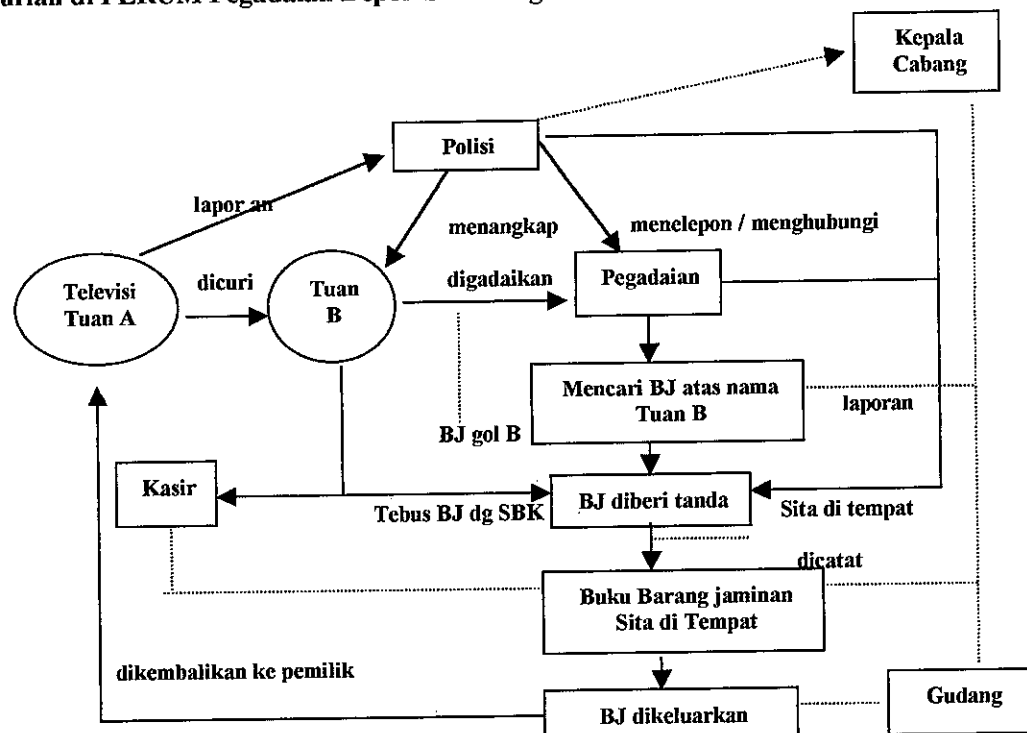 Kepala
Cabang
Polisi
lapor an
menangkap
menelepon / menghubungi
Televisi
Tuan A
dicuri
Tuan
B
digadaikan
Pegadaian
Mencari BJ atas nama
Tuan B
laporan
BJ gol B
Kasir
Tebus BJ dg SBK
BJ diberi tanda
Sita di tempat
dicatat
Buku Barang jaminan
Sita di Tempat
dikembalikan ke pemilik
BJ dikeluarkan
Gudang